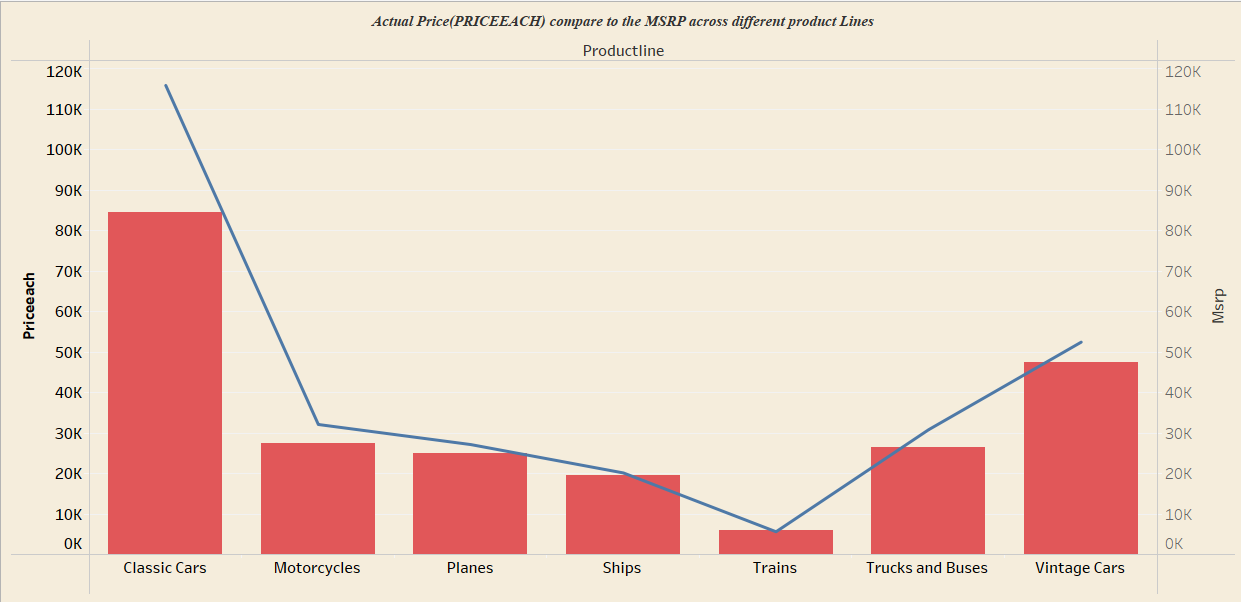 Actual Price(PRICEEACH) compare to the MSRP across different product Lines
Productline
120K
110K
100K
90K
80K
70K
60K
50K
40K
30K
20K
10K
0K
Priceeach
120K
110K
100K
90K
80K
70K
60K
50K
40K
30K
20K
10K
0K
Msrp
Classic Cars Motorcycles Planes Ships Trains Trucks and Buses Vintage Cars